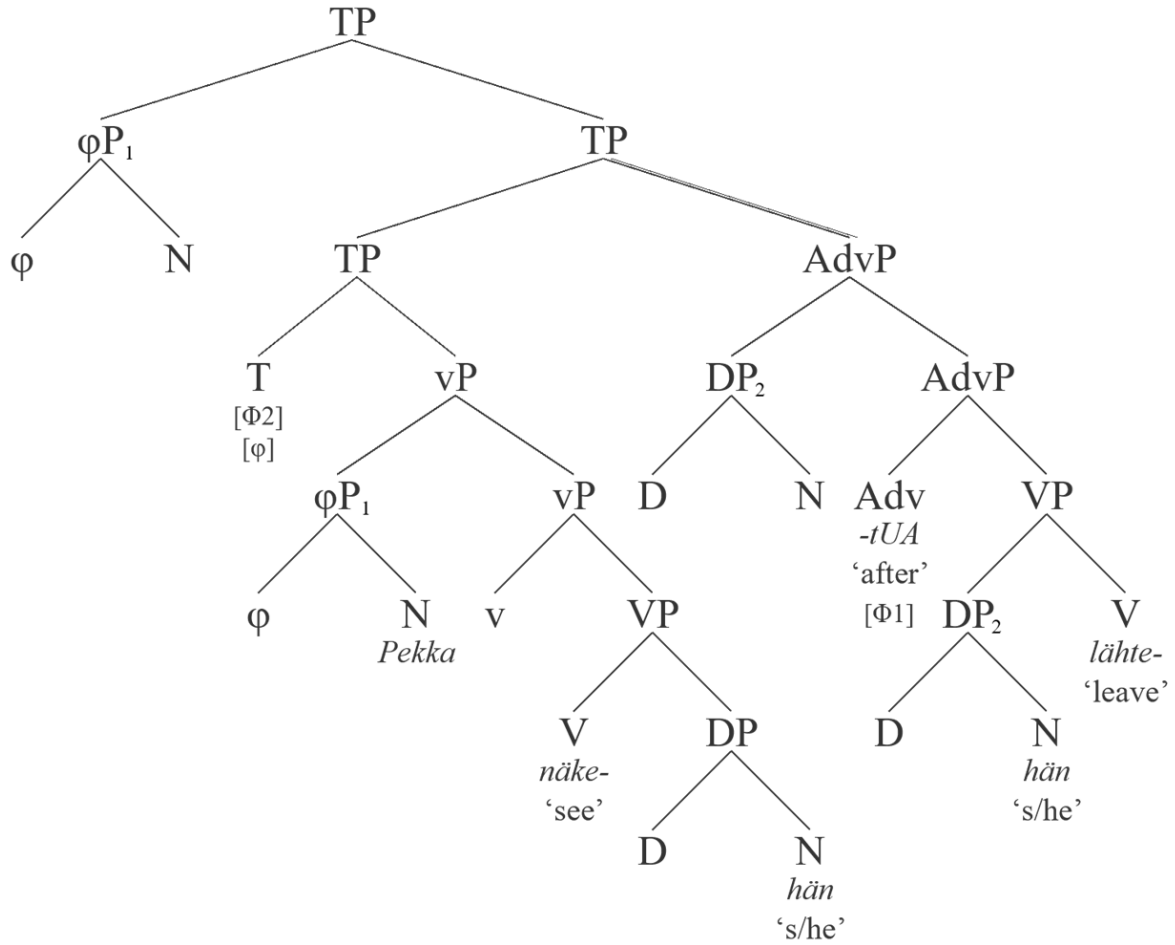 TP
φP₁ TP
φ N TP AdvP
T vP DP₂ AdvP
[Φ2]
[φ]
φP₁ vP D N Adv VP
-tUA
‘after’
φ N v VP [Φ1] DP₂ V
Pekka lähte-
‘leave’
V DP D N
näke- hän
‘see’ ‘s/he’
D N
hän
‘s/he’